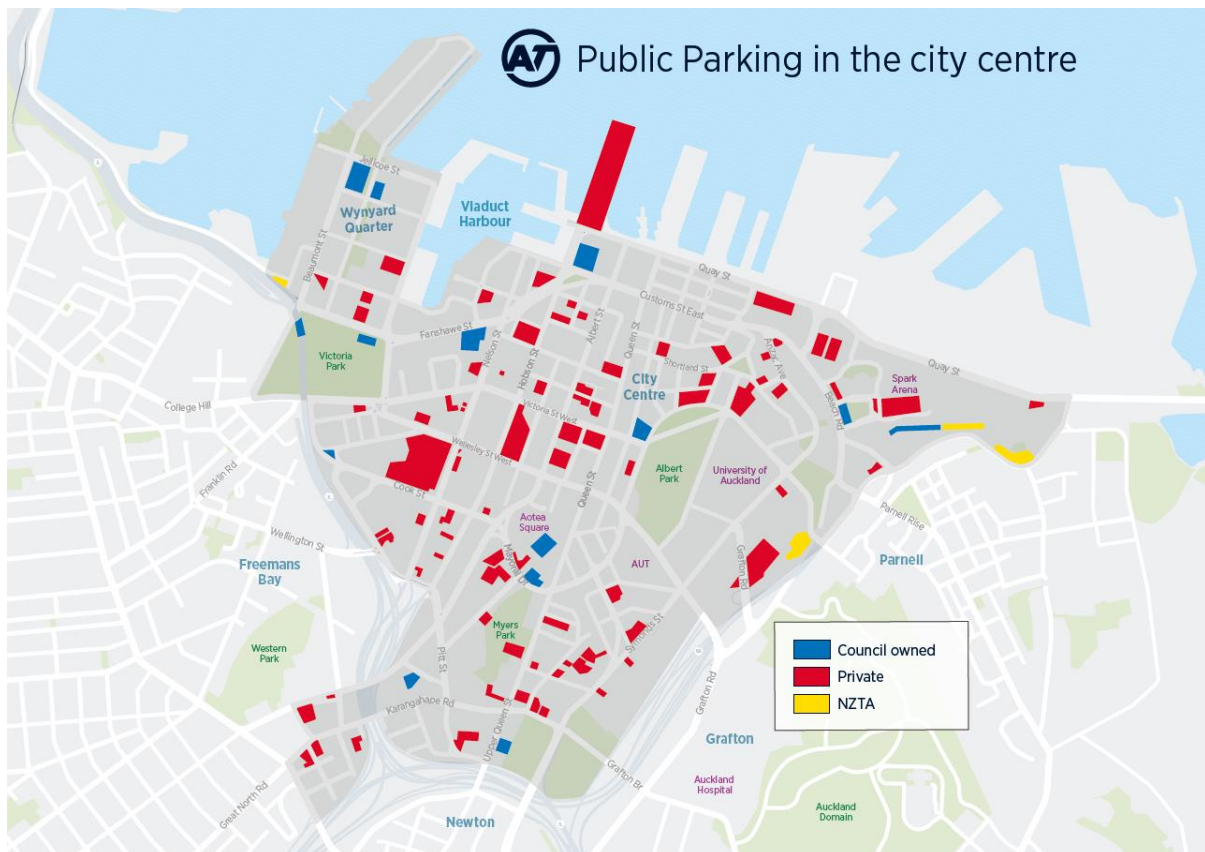 AT Public Parking in the city centre
Jellicoe St
Wynyard
Quarter
Viaduct
Harbour
Beaumont St
Quay St
Customs St East
Fanshawe St
Albert St
Nelson St
Hobson St
Queen St
Anzac Ave
Victoria
Park
Shortland St
City
Centre
Quay St
Spark
Arena
College Hill
Victoria St West
Beach Rd
Wellesley St West
Albert
Park
University of
Auckland
Franklin Rd
Cook St
Queen St
Aotea
Square
Parnell Rise
Wellington St
Freemans
Bay
Mayoral Dr
AUT
Grafton Rd
Parnell
Myers
Park
Symonds St
Western
Park
Pitt St
Council owned
Private
NZTA
Grafton Rd
Karangahape Rd
Upper Queen St
Grafton
Grafton Br
Auckland
Hospital
Great North Rd
Auckland
Domain
Newton